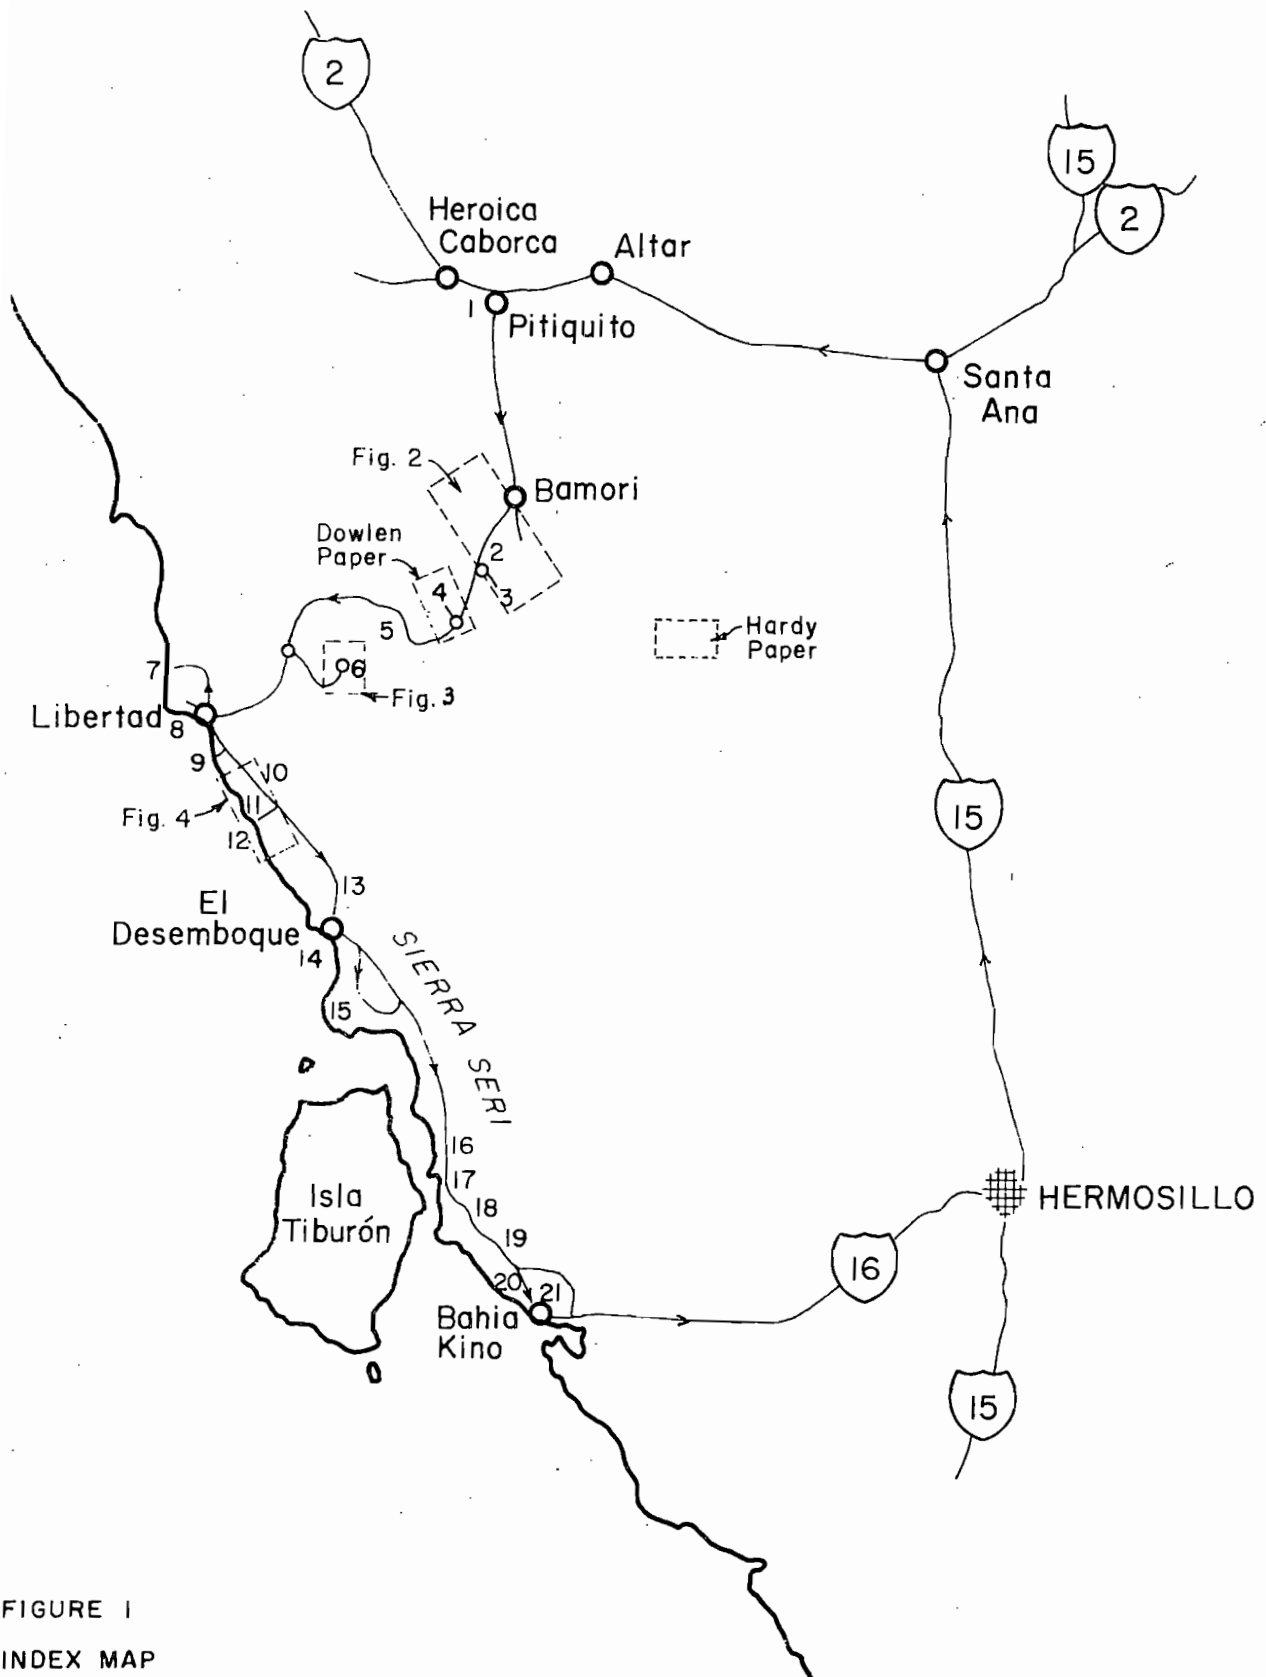 2
15
2
Heroica
Caborca
Altar
1
Pitiquito
Santa
Ana
Fig. 2
Bamori
Dowlen
Paper
2
3
4
5
Hardy
Paper
6
Fig. 3
7
Libertad
8
9
10
11
Fig. 4
12
15
13
El
Desemboque
14
SIERRA SERI
15
16
17
Isla
Tiburón
18
19
HERMOSILLO
16
20
21
Bahia
Kino
15
FIGURE 1
INDEX MAP